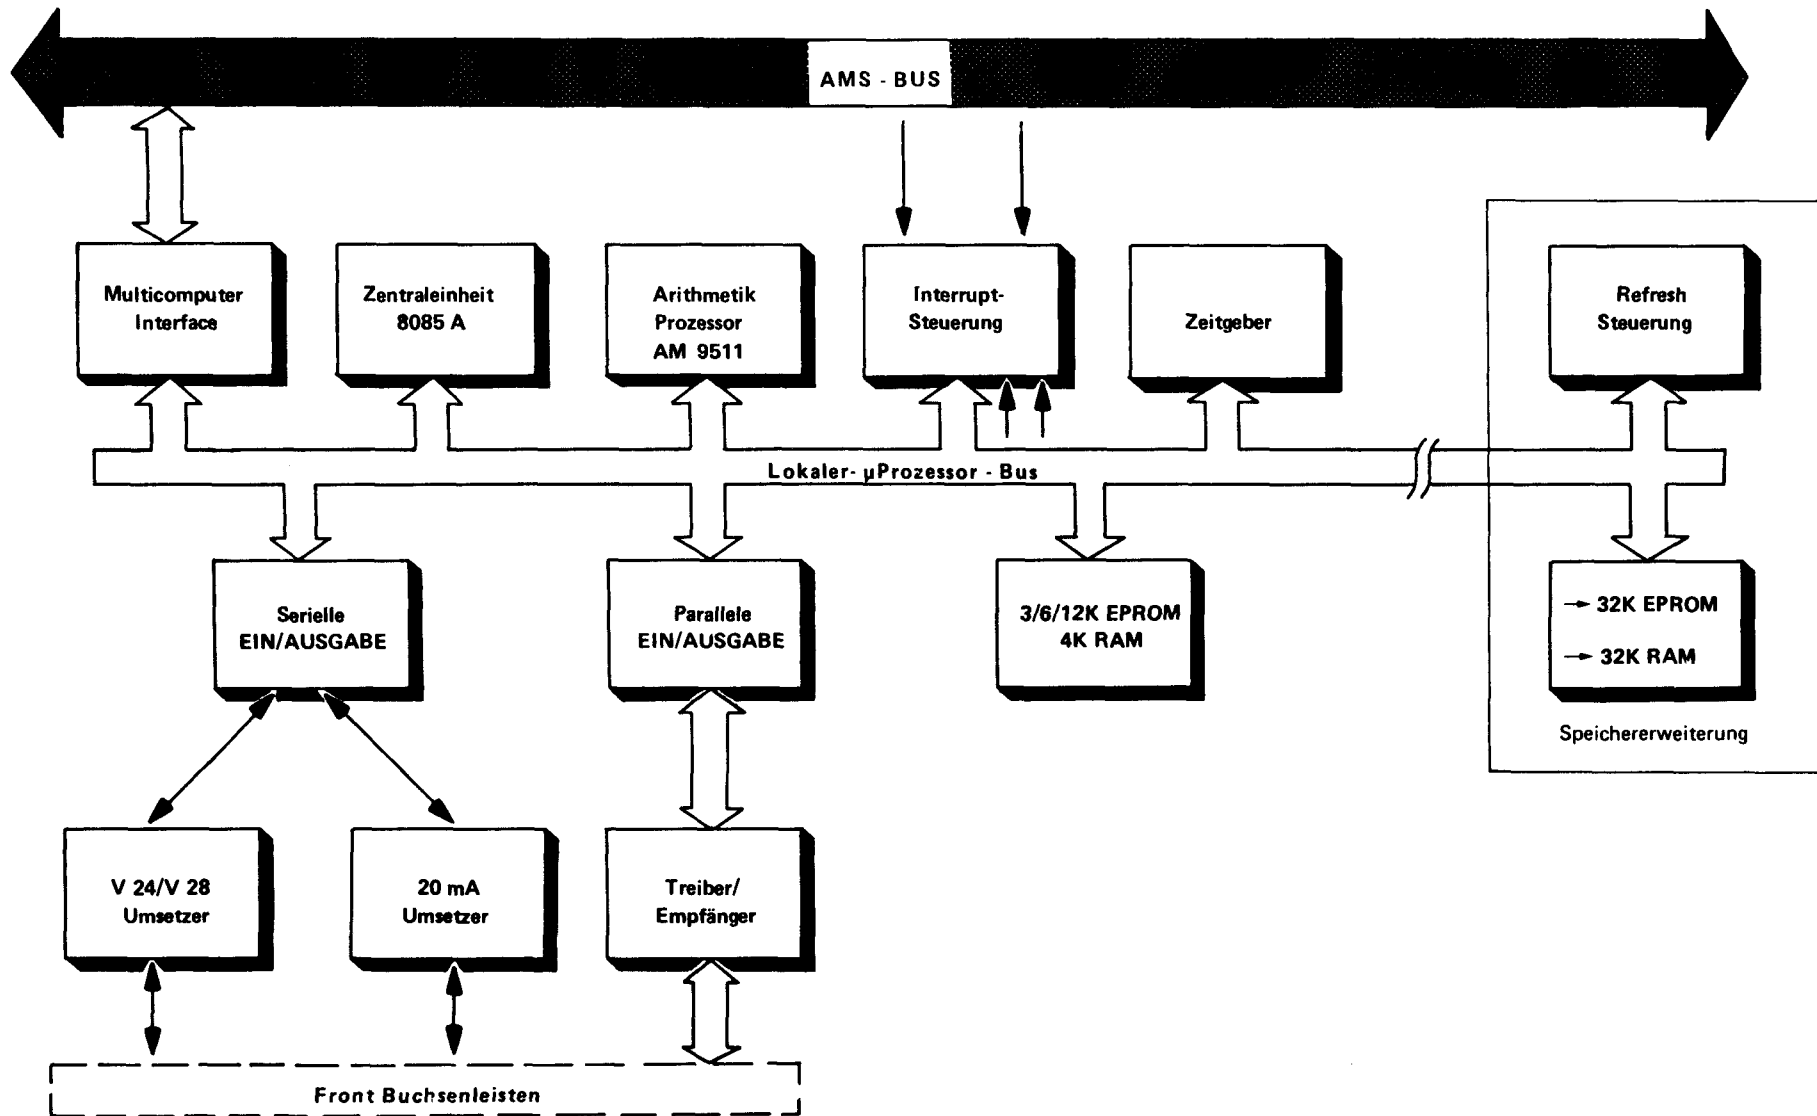 AMS - BUS
Multicomputer
Interface
Zentraleinheit
8085 A
Arithmetik
Prozessor
AM 9511
Interrupt-
Steuerung
Zeitgeber
Refresh
Steuerung
Lokaler- µProzessor - Bus
Serielle
EIN/AUSGABE
Parallele
EIN/AUSGABE
3/6/12K EPROM
4K RAM
→ 32K EPROM
→ 32K RAM
Speichererweiterung
V 24/V 28
Umsetzer
20 mA
Umsetzer
Treiber/
Empfänger
Front Buchsenleisten